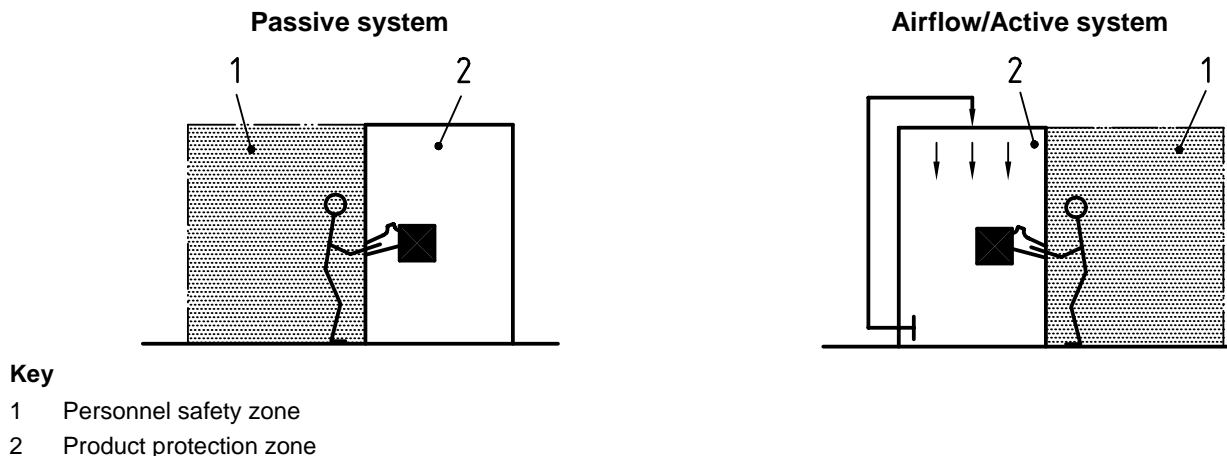 Passive system
Airflow/Active system
1
2
2
1
Key
1 Personnel safety zone
2 Product protection zone